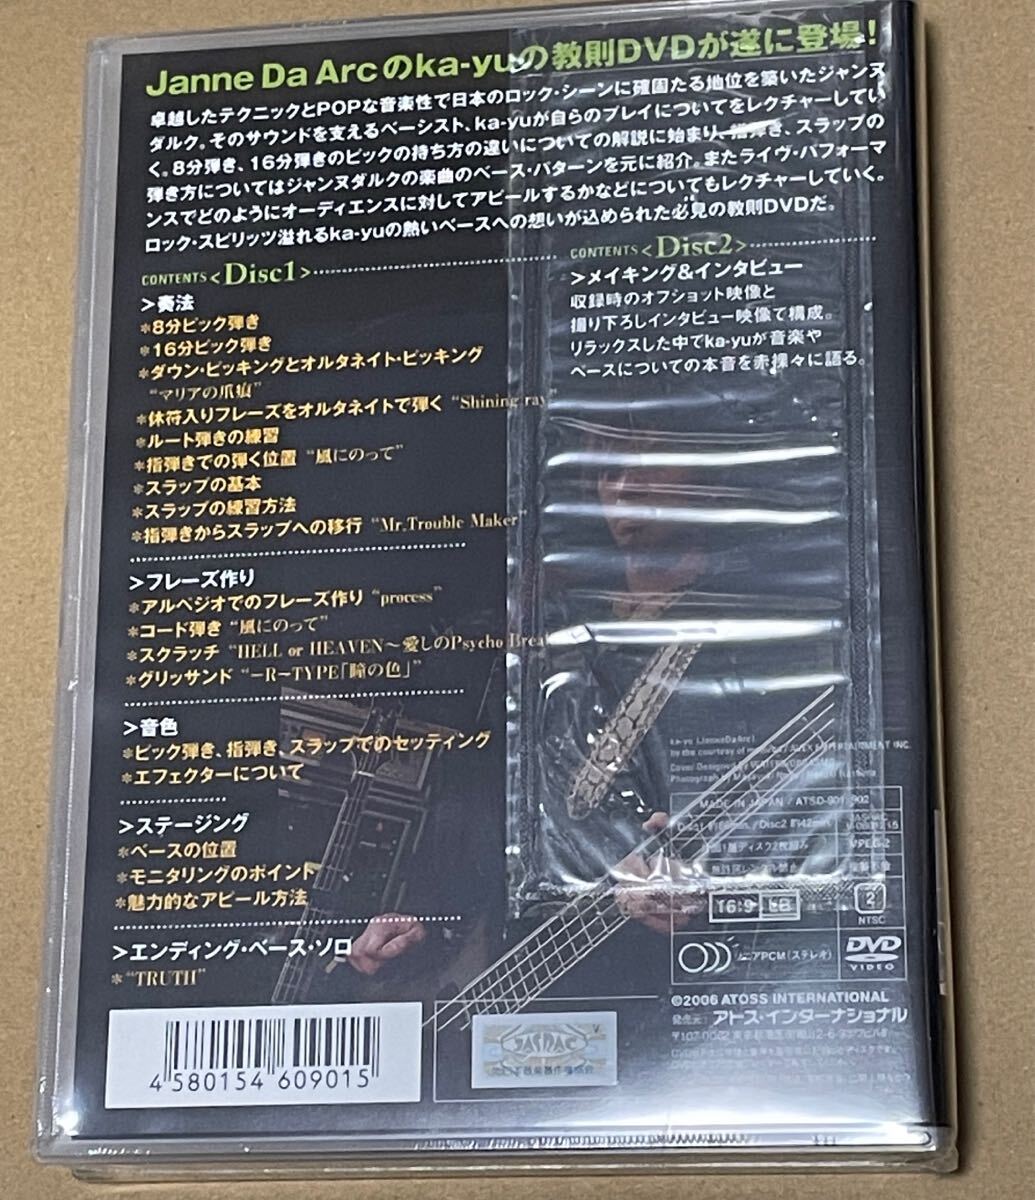 Janne Da Arcのka-yuの教則DVDが遂に登場!
卓越したテクニックとPOPな音楽性で日本のロック・シーンに確固たる地位を築いたジャンヌ
ダルク。そのサウンドを支えるベーシスト、ka-yuが自らのプレイについてをレクチャーしてい
く。8分弾き、16分弾きのピックの持ち方の違いについての解説に始まり、指弾き、スラップの
弾き方についてはジャンヌダルクの楽曲のベース・パターンを元に紹介。またライヴ・パフォーマ
ンスでどのようにオーディエンスに対してアピールするかなどについてもレクチャーしていく。
ロック・スピリッツ溢れるka-yuの熱いベースへの想いが込められた必見の教則DVDだ。
CONTENTS <Disc1>
>奏法
*8分ピック弾き
*16分ピック弾き
*ダウン・ピッキングとオルタネイト・ピッキング
“マリアの爪痕”
*休符入りフレーズをオルタネイトで弾く “Shining ray”
*ルート弾きの練習
*指弾きでの弾く位置 “風にのって”
*スラップの基本
*スラップの練習方法
*指弾きからスラップへの移行 “Mr.Trouble Maker”
>フレーズ作り
*アルペジオでのフレーズ作り “process”
*コード弾き “風にのって”
*スクラッチ “HELL or HEAVEN〜愛しのPsycho
*グリッサンド “－R－TYPE「瞳の色」”
>音色
*ピック弾き、指弾き、スラップでのセッティング
*エフェクターについて
>ステージング
*ベースの位置
*モニタリングのポイント
*魅力的なアピール方法
>エンディング・ベース・ソロ
*“TRUTH”
CONTENTS <Disc2>
>メイキング&インタビュー
収録時のオフショット映像と
撮り下ろしインタビュー映像で構成。
リラックスした中でka-yuが音楽や
ベースについての本音を赤裸々に語る。
ka-yu (JanneDaArc)
by the courtesy of
MADE IN JAPAN / ATSD-901
Disc2 約42min.
MPEG-2
16:9 LB
2
NTSC
リニアPCM(ステレオ)
DVD
VIDEO
©2006 ATOSS INTERNATIONAL
発売元: アトス・インターナショナル
4 580154 609015
JASRAC